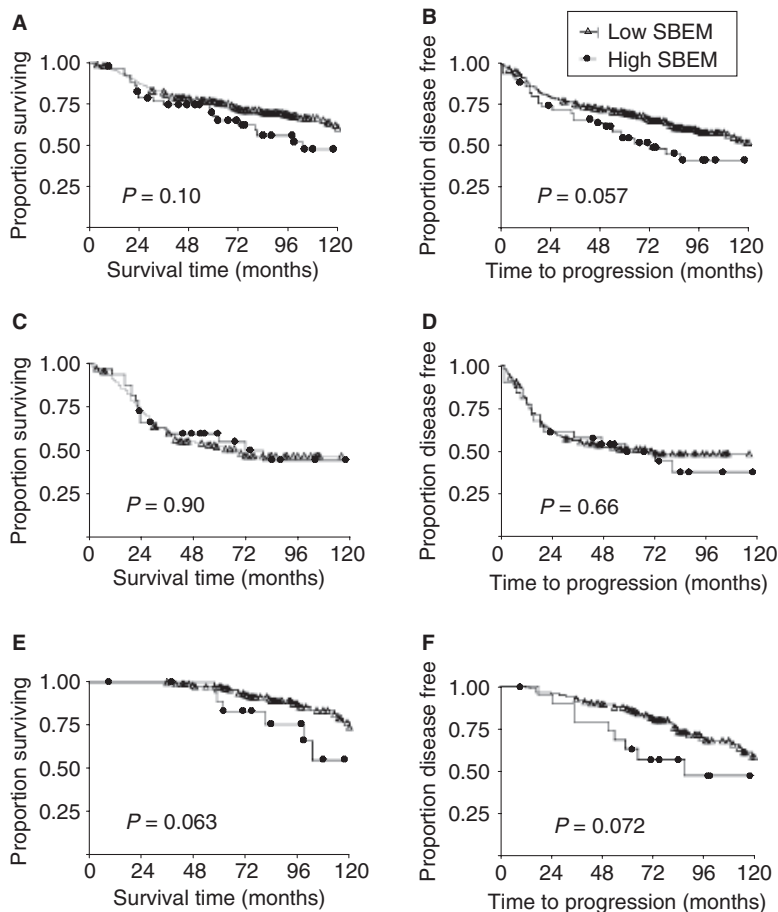 A
Proportion surviving
1.00
0.75
0.50
0.25
P = 0.10
0 24 48 72 96 120
Survival time (months)
B
Low SBEM
High SBEM
Proportion disease free
1.00
0.75
0.50
0.25
P = 0.057
0 24 48 72 96 120
Time to progression (months)
C
Proportion surviving
1.00
0.75
0.50
0.25
P = 0.90
0 24 48 72 96 120
Survival time (months)
D
Proportion disease free
1.00
0.75
0.50
0.25
P = 0.66
0 24 48 72 96 120
Time to progression (months)
E
Proportion surviving
1.00
0.75
0.50
0.25
P = 0.063
0 24 48 72 96 120
Survival time (months)
F
Proportion disease free
1.00
0.75
0.50
0.25
P = 0.072
0 24 48 72 96 120
Time to progression (months)